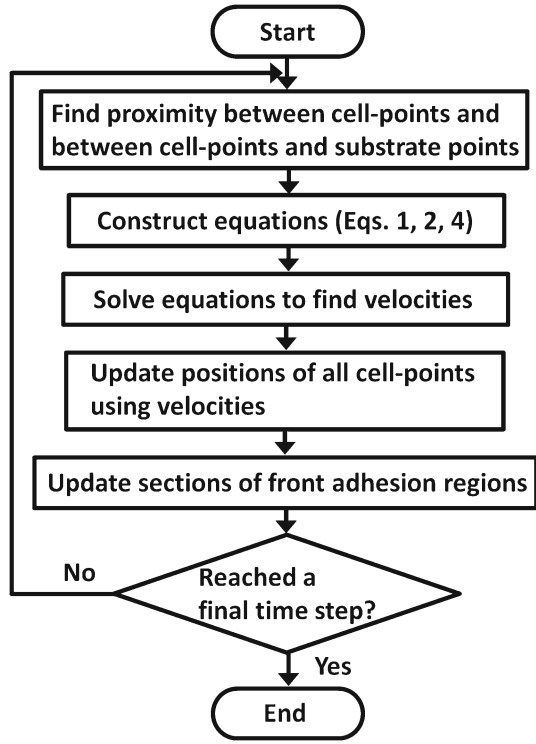 Start
Find proximity between cell-points and
between cell-points and substrate points
Construct equations (Eqs. 1, 2, 4)
Solve equations to find velocities
Update positions of all cell-points
using velocities
Update sections of front adhesion regions
No
Reached a
final time step?
Yes
End